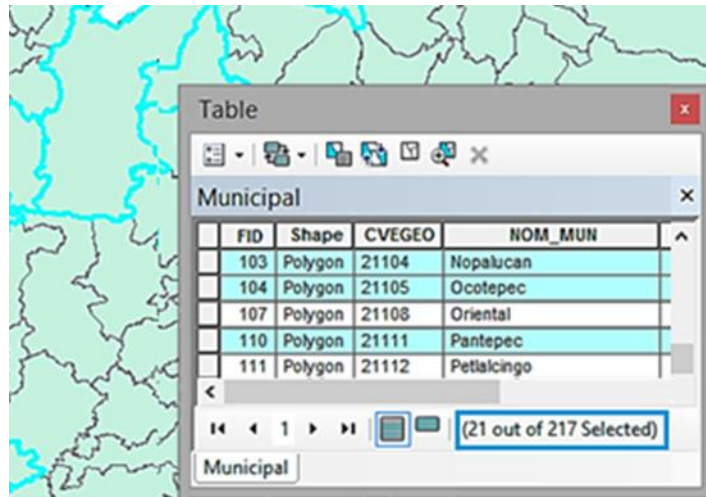 Table
Municipal
FID Shape CVEGEO NOM_MUN
103 Polygon 21104 Nopalucan
104 Polygon 21105 Ocotepec
107 Polygon 21108 Oriental
110 Polygon 21111 Pantepec
111 Polygon 21112 Petlalcingo
1 (21 out of 217 Selected)
Municipal